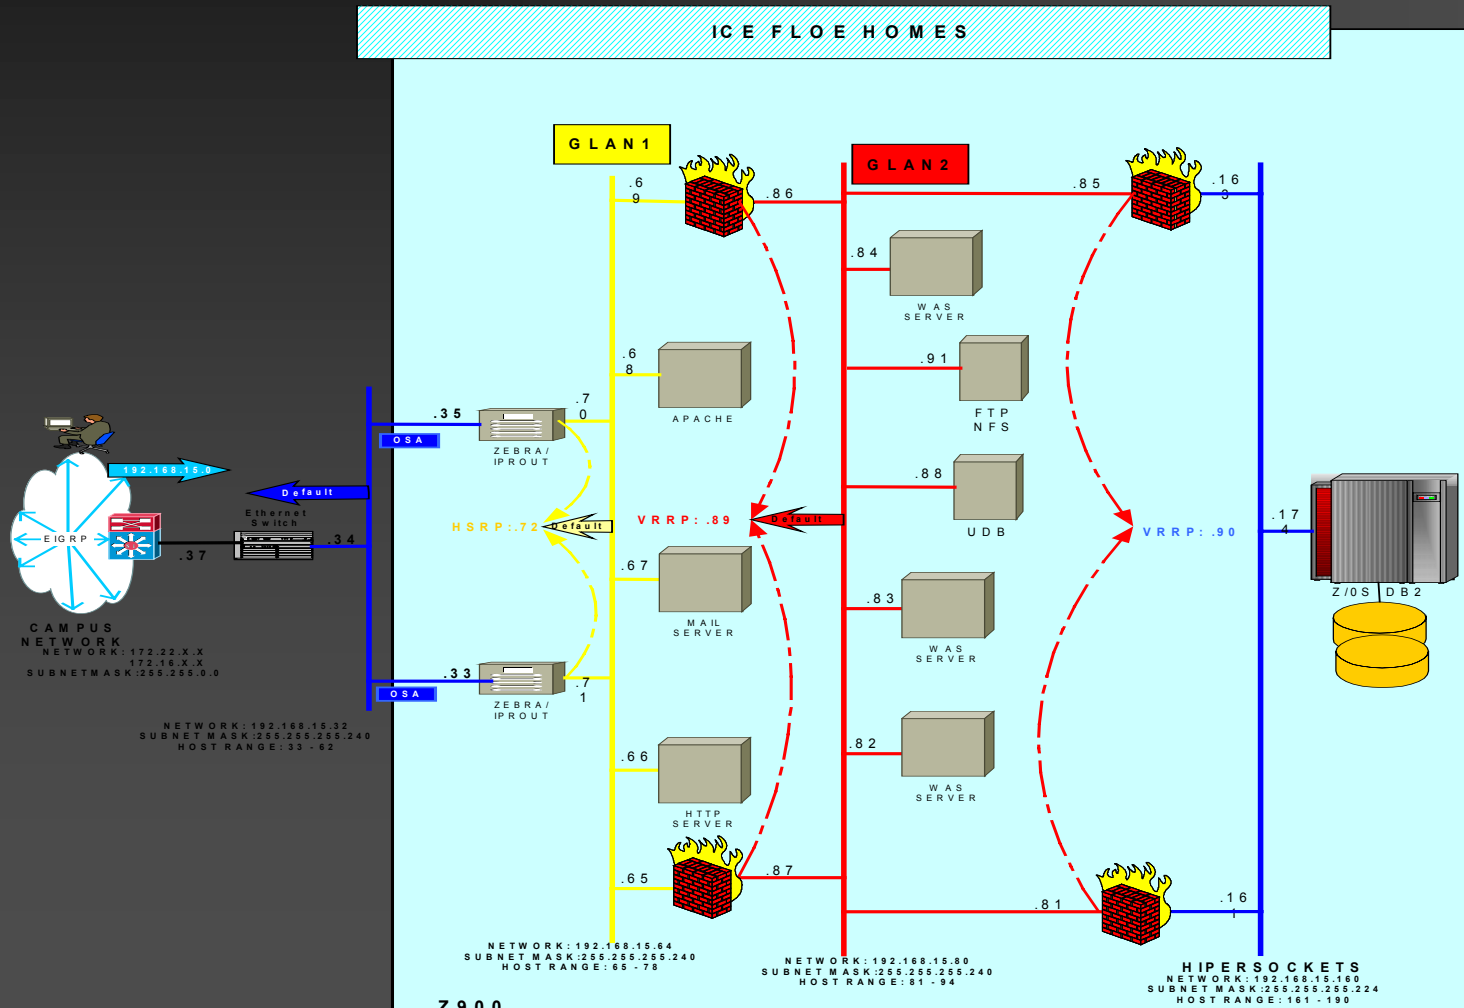 ICE FLOE HOMES
GLAN1
GLAN2
.69
.86
.85
.163
.84
WAS
SERVER
.68
APACHE
.91
FTP
NFS
.35
OSA
.70
ZEBRA/
IPROUT
192.168.15.0
Default
Ethernet
Switch
EIGRP
.37
.34
HSRP:.72
Default
VRRP:.89
Default
.88
UDB
VRRP: .90
.174
Z/0S DB2
CAMPUS
NETWORK
NETWORK: 172.22.X.X
172.16.X.X
SUBNETMASK:255.255.0.0
.67
MAIL
SERVER
.83
WAS
SERVER
.33
OSA
.71
ZEBRA/
IPROUT
NETWORK: 192.168.15.32
SUBNET MASK:255.255.255.240
HOST RANGE: 33 - 62
.66
HTTP
SERVER
.82
WAS
SERVER
.65
.87
.81
.161
NETWORK: 192.168.15.64
SUBNET MASK:255.255.255.240
HOST RANGE: 65 - 78
NETWORK: 192.168.15.80
SUBNET MASK:255.255.255.240
HOST RANGE: 81 - 94
HIPERSOCKETS
NETWORK: 192.168.15.160
SUBNET MASK:255.255.255.224
HOST RANGE: 161 - 190
Z900